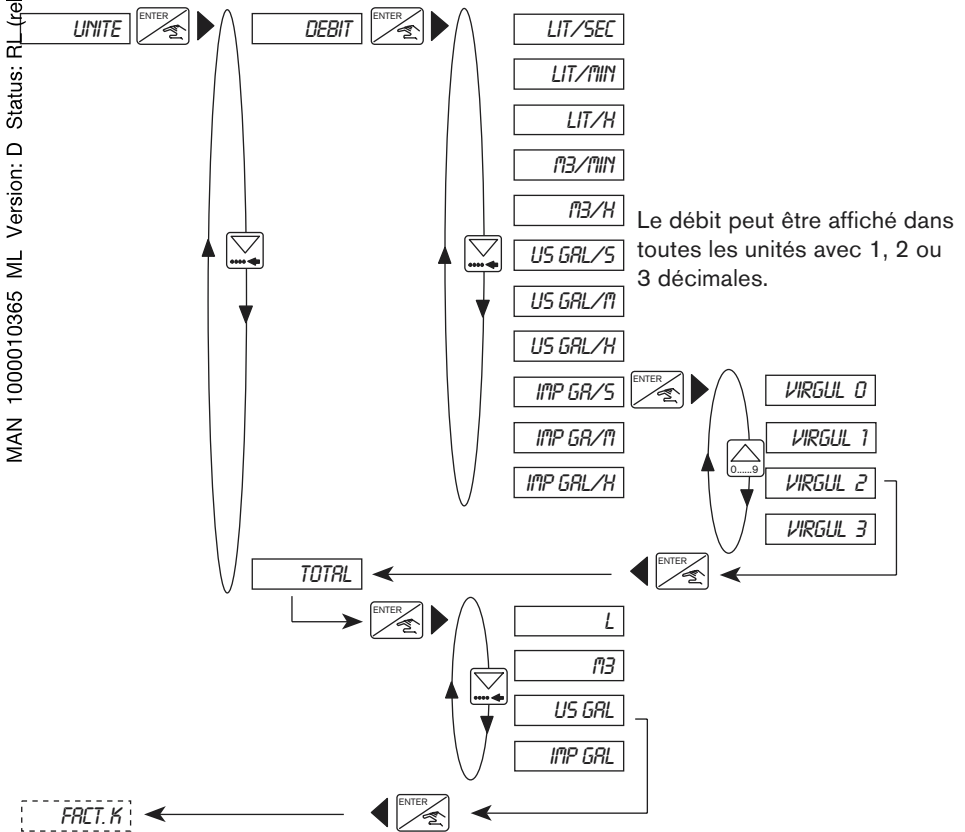 MAN 1000010365 ML Version: D Status: RL (rel
UNITE
ENTER
DEBIT
ENTER
LIT/SEC
LIT/MIN
LIT/H
M3/MIN
M3/H
US GAL/S
US GAL/M
US GAL/H
IMP GA/S
IMP GA/M
IMP GAL/H
Le débit peut être affiché dans
toutes les unités avec 1, 2 ou
3 décimales.
ENTER
0......9
VIRGUL 0
VIRGUL 1
VIRGUL 2
VIRGUL 3
ENTER
TOTAL
ENTER
L
M3
US GAL
IMP GAL
ENTER
FACT. K